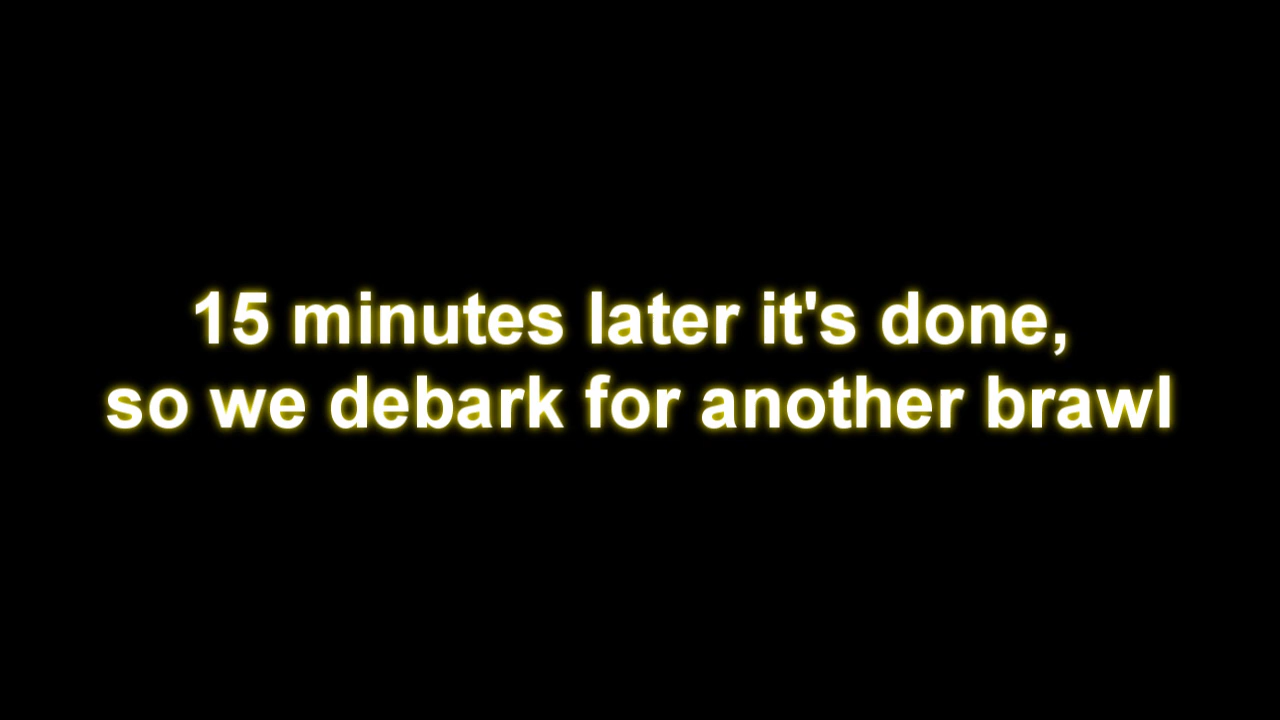 15 minutes later it's done,
so we debark for another brawl